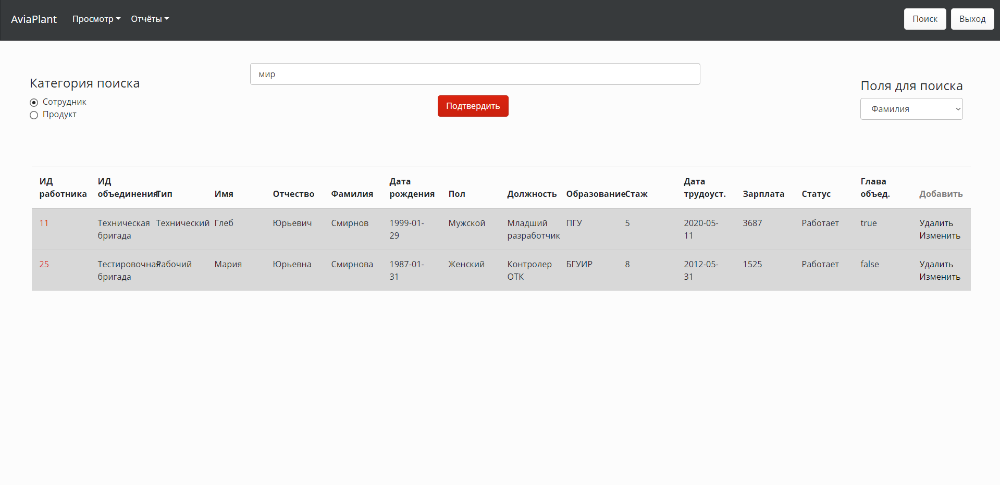 AviaPlant Просмотр Отчёты Поиск Выход
мир
Категория поиска
Сотрудник
Продукт
Подтвердить
Поля для поиска
Фамилия
ИД работника ИД объединения Тип Имя Отчество Фамилия Дата рождения Пол Должность Образование Стаж Дата трудоуст. Зарплата Статус Глава объед. Добавить
11 Техническая бригада Технический Глеб Юрьевич Смирнов 1999-01-29 Мужской Младший разработчик ПГУ 5 2020-05-11 3687 Работает true Удалить Изменить
25 Тестировочная бригада Рабочий Мария Юрьевна Смирнова 1987-01-31 Женский Контролер ОТК БГУИР 8 2012-05-31 1525 Работает false Удалить Изменить